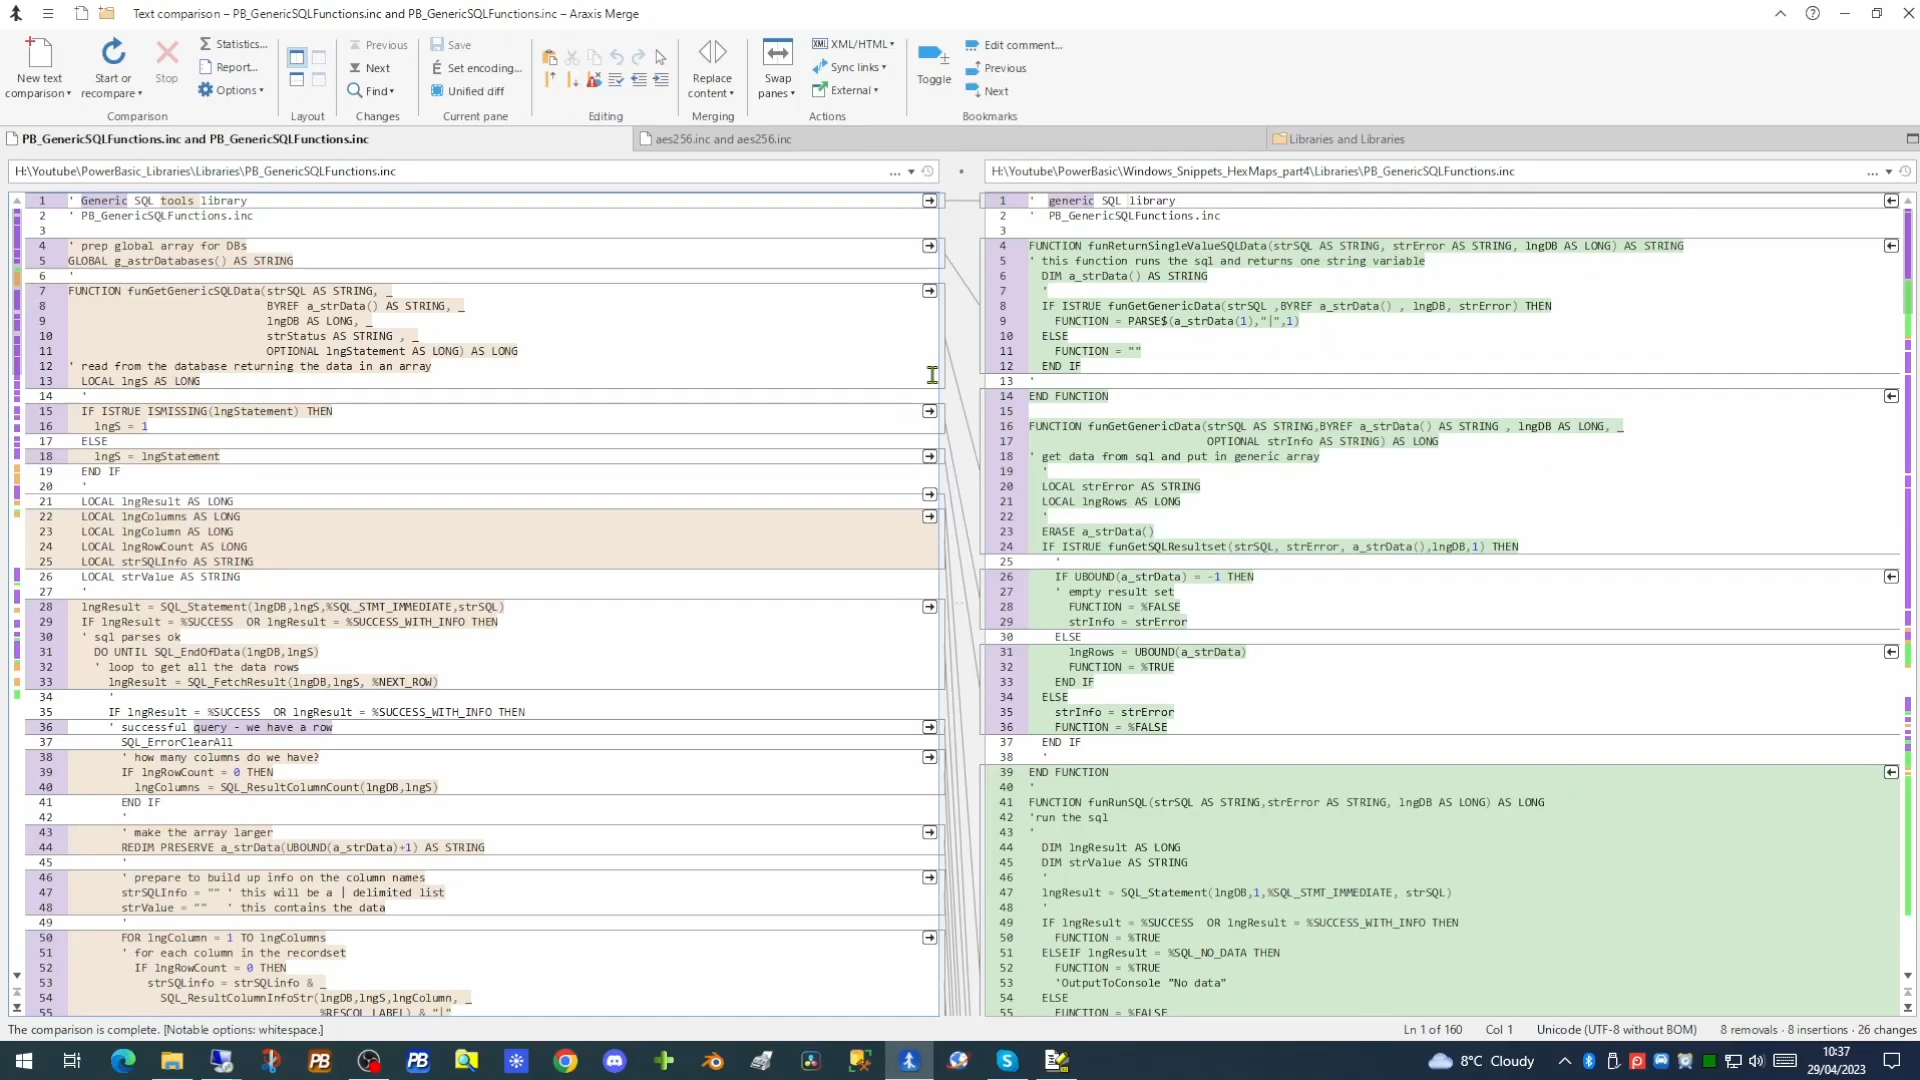 Text comparison – PB_GenericSQLFunctions.inc and PB_GenericSQLFunctions.inc – Araxis Merge
New text comparison
Start or recompare
Stop
Statistics...
Report...
Options
Comparison
Layout
Previous
Next
Find
Changes
Save
Set encoding...
Unified diff
Current pane
Editing
Replace content
Merging
Swap panes
XML/HTML
Sync links
External
Actions
Toggle
Edit comment...
Previous
Next
Bookmarks
PB_GenericSQLFunctions.inc and PB_GenericSQLFunctions.inc
aes256.inc and aes256.inc
Libraries and Libraries
H:\Youtube\PowerBasic_Libraries\Libraries\PB_GenericSQLFunctions.inc
1 ' Generic SQL tools library
2 ' PB_GenericSQLFunctions.inc
3
4 ' prep global array for DBs
5 GLOBAL g_astrDatabases() AS STRING
6 '
7 FUNCTION funGetGenericSQLData(strSQL AS STRING, _
8 BYREF a_strData() AS STRING, _
9 lngDB AS LONG, _
10 strStatus AS STRING , _
11 OPTIONAL lngStatement AS LONG) AS LONG
12 ' read from the database returning the data in an array
13 LOCAL lngS AS LONG
14 '
15 IF ISTRUE ISMISSING(lngStatement) THEN
16 lngS = 1
17 ELSE
18 lngS = lngStatement
19 END IF
20 '
21 LOCAL lngResult AS LONG
22 LOCAL lngColumns AS LONG
23 LOCAL lngColumn AS LONG
24 LOCAL lngRowCount AS LONG
25 LOCAL strSQLInfo AS STRING
26 LOCAL strValue AS STRING
27 '
28 lngResult = SQL_Statement(lngDB,lngS,%SQL_STMT_IMMEDIATE,strSQL)
29 IF lngResult = %SUCCESS OR lngResult = %SUCCESS_WITH_INFO THEN
30 ' sql parses ok
31 DO UNTIL SQL_EndOfData(lngDB,lngS)
32 ' loop to get all the data rows
33 lngResult = SQL_FetchResult(lngDB,lngS, %NEXT_ROW)
34 '
35 IF lngResult = %SUCCESS OR lngResult = %SUCCESS_WITH_INFO THEN
36 ' successful query - we have a row
37 SQL_ErrorClearAll
38 ' how many columns do we have?
39 IF lngRowCount = 0 THEN
40 lngColumns = SQL_ResultColumnCount(lngDB,lngS)
41 END IF
42 '
43 ' make the array larger
44 REDIM PRESERVE a_strData(UBOUND(a_strData)+1) AS STRING
45 '
46 ' prepare to build up info on the column names
47 strSQLInfo = "" ' this will be a | delimited list
48 strValue = "" ' this contains the data
49 '
50 FOR lngColumn = 1 TO lngColumns
51 ' for each column in the recordset
52 IF lngRowCount = 0 THEN
53 strSQLinfo = strSQLinfo & _
54 SQL_ResultColumnInfoStr(lngDB,lngS,lngColumn, _
55 %RESCOL_LABEL) & "|"
H:\Youtube\PowerBasic\Windows_Snippets_HexMaps_part4\Libraries\PB_GenericSQLFunctions.inc
1 ' generic SQL library
2 ' PB_GenericSQLFunctions.inc
3
4 FUNCTION funReturnSingleValueSQLData(strSQL AS STRING, strError AS STRING, lngDB AS LONG) AS STRING
5 ' this function runs the sql and returns one string variable
6 DIM a_strData() AS STRING
7 '
8 IF ISTRUE funGetGenericData(strSQL ,BYREF a_strData() , lngDB, strError) THEN
9 FUNCTION = PARSE$(a_strData(1),"|",1)
10 ELSE
11 FUNCTION = ""
12 END IF
13 '
14 END FUNCTION
15
16 FUNCTION funGetGenericData(strSQL AS STRING,BYREF a_strData() AS STRING , lngDB AS LONG, _
17 OPTIONAL strInfo AS STRING) AS LONG
18 ' get data from sql and put in generic array
19 '
20 LOCAL strError AS STRING
21 LOCAL lngRows AS LONG
22 '
23 ERASE a_strData()
24 IF ISTRUE funGetSQLResultset(strSQL, strError, a_strData(),lngDB,1) THEN
25 '
26 IF UBOUND(a_strData) = -1 THEN
27 ' empty result set
28 FUNCTION = %FALSE
29 strInfo = strError
30 ELSE
31 lngRows = UBOUND(a_strData)
32 FUNCTION = %TRUE
33 END IF
34 ELSE
35 strInfo = strError
36 FUNCTION = %FALSE
37 END IF
38 '
39 END FUNCTION
40 '
41 FUNCTION funRunSQL(strSQL AS STRING,strError AS STRING, lngDB AS LONG) AS LONG
42 'run the sql
43 '
44 DIM lngResult AS LONG
45 DIM strValue AS STRING
46 '
47 lngResult = SQL_Statement(lngDB,1,%SQL_STMT_IMMEDIATE, strSQL)
48 '
49 IF lngResult = %SUCCESS OR lngResult = %SUCCESS_WITH_INFO THEN
50 FUNCTION = %TRUE
51 ELSEIF lngResult = %SQL_NO_DATA THEN
52 FUNCTION = %TRUE
53 'OutputToConsole "No data"
54 ELSE
55 FUNCTION = %FALSE
The comparison is complete. [Notable options: whitespace.]
Ln 1 of 160
Col 1
Unicode (UTF-8 without BOM)
8 removals · 8 insertions · 26 changes
PB
PB
8°C Cloudy
10:37
29/04/2023